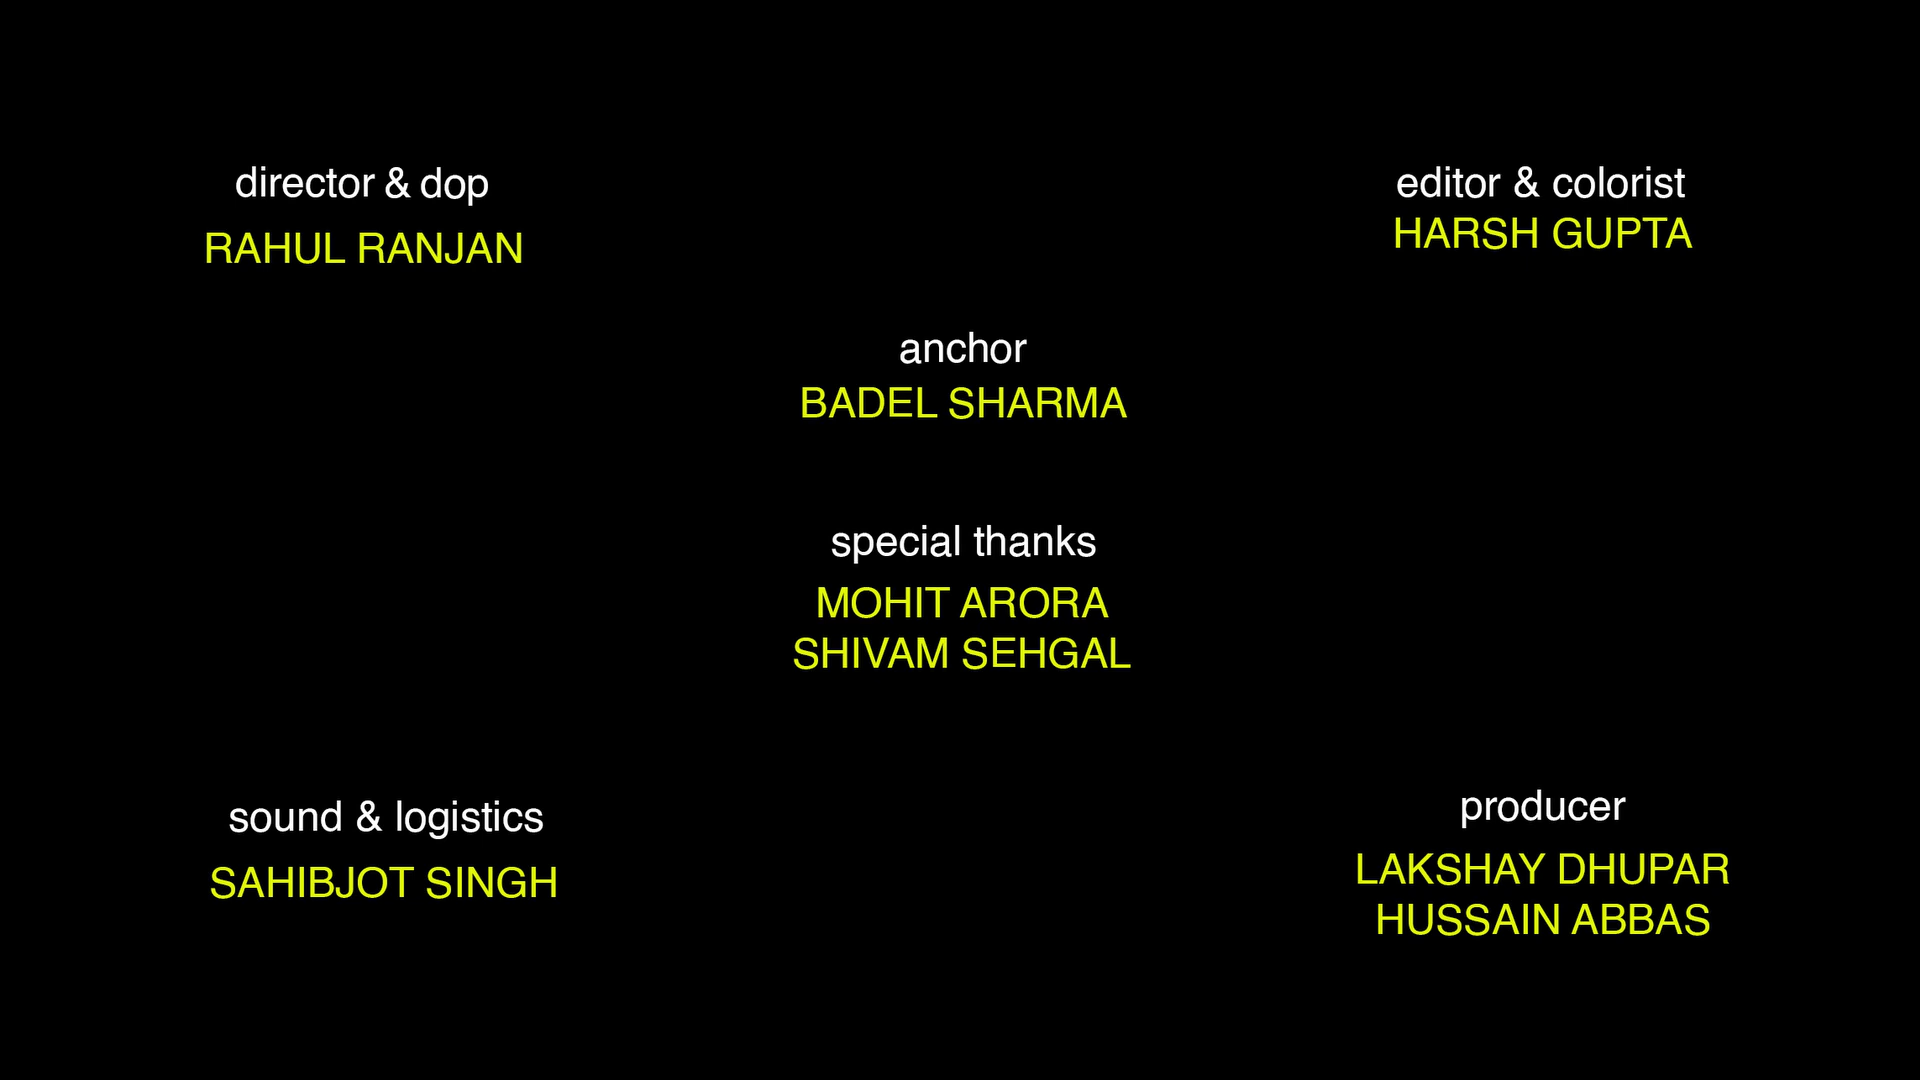 director & dop
RAHUL RANJAN
editor & colorist
HARSH GUPTA
anchor
BADEL SHARMA
special thanks
MOHIT ARORA
SHIVAM SEHGAL
sound & logistics
SAHIBJOT SINGH
producer
LAKSHAY DHUPAR
HUSSAIN ABBAS